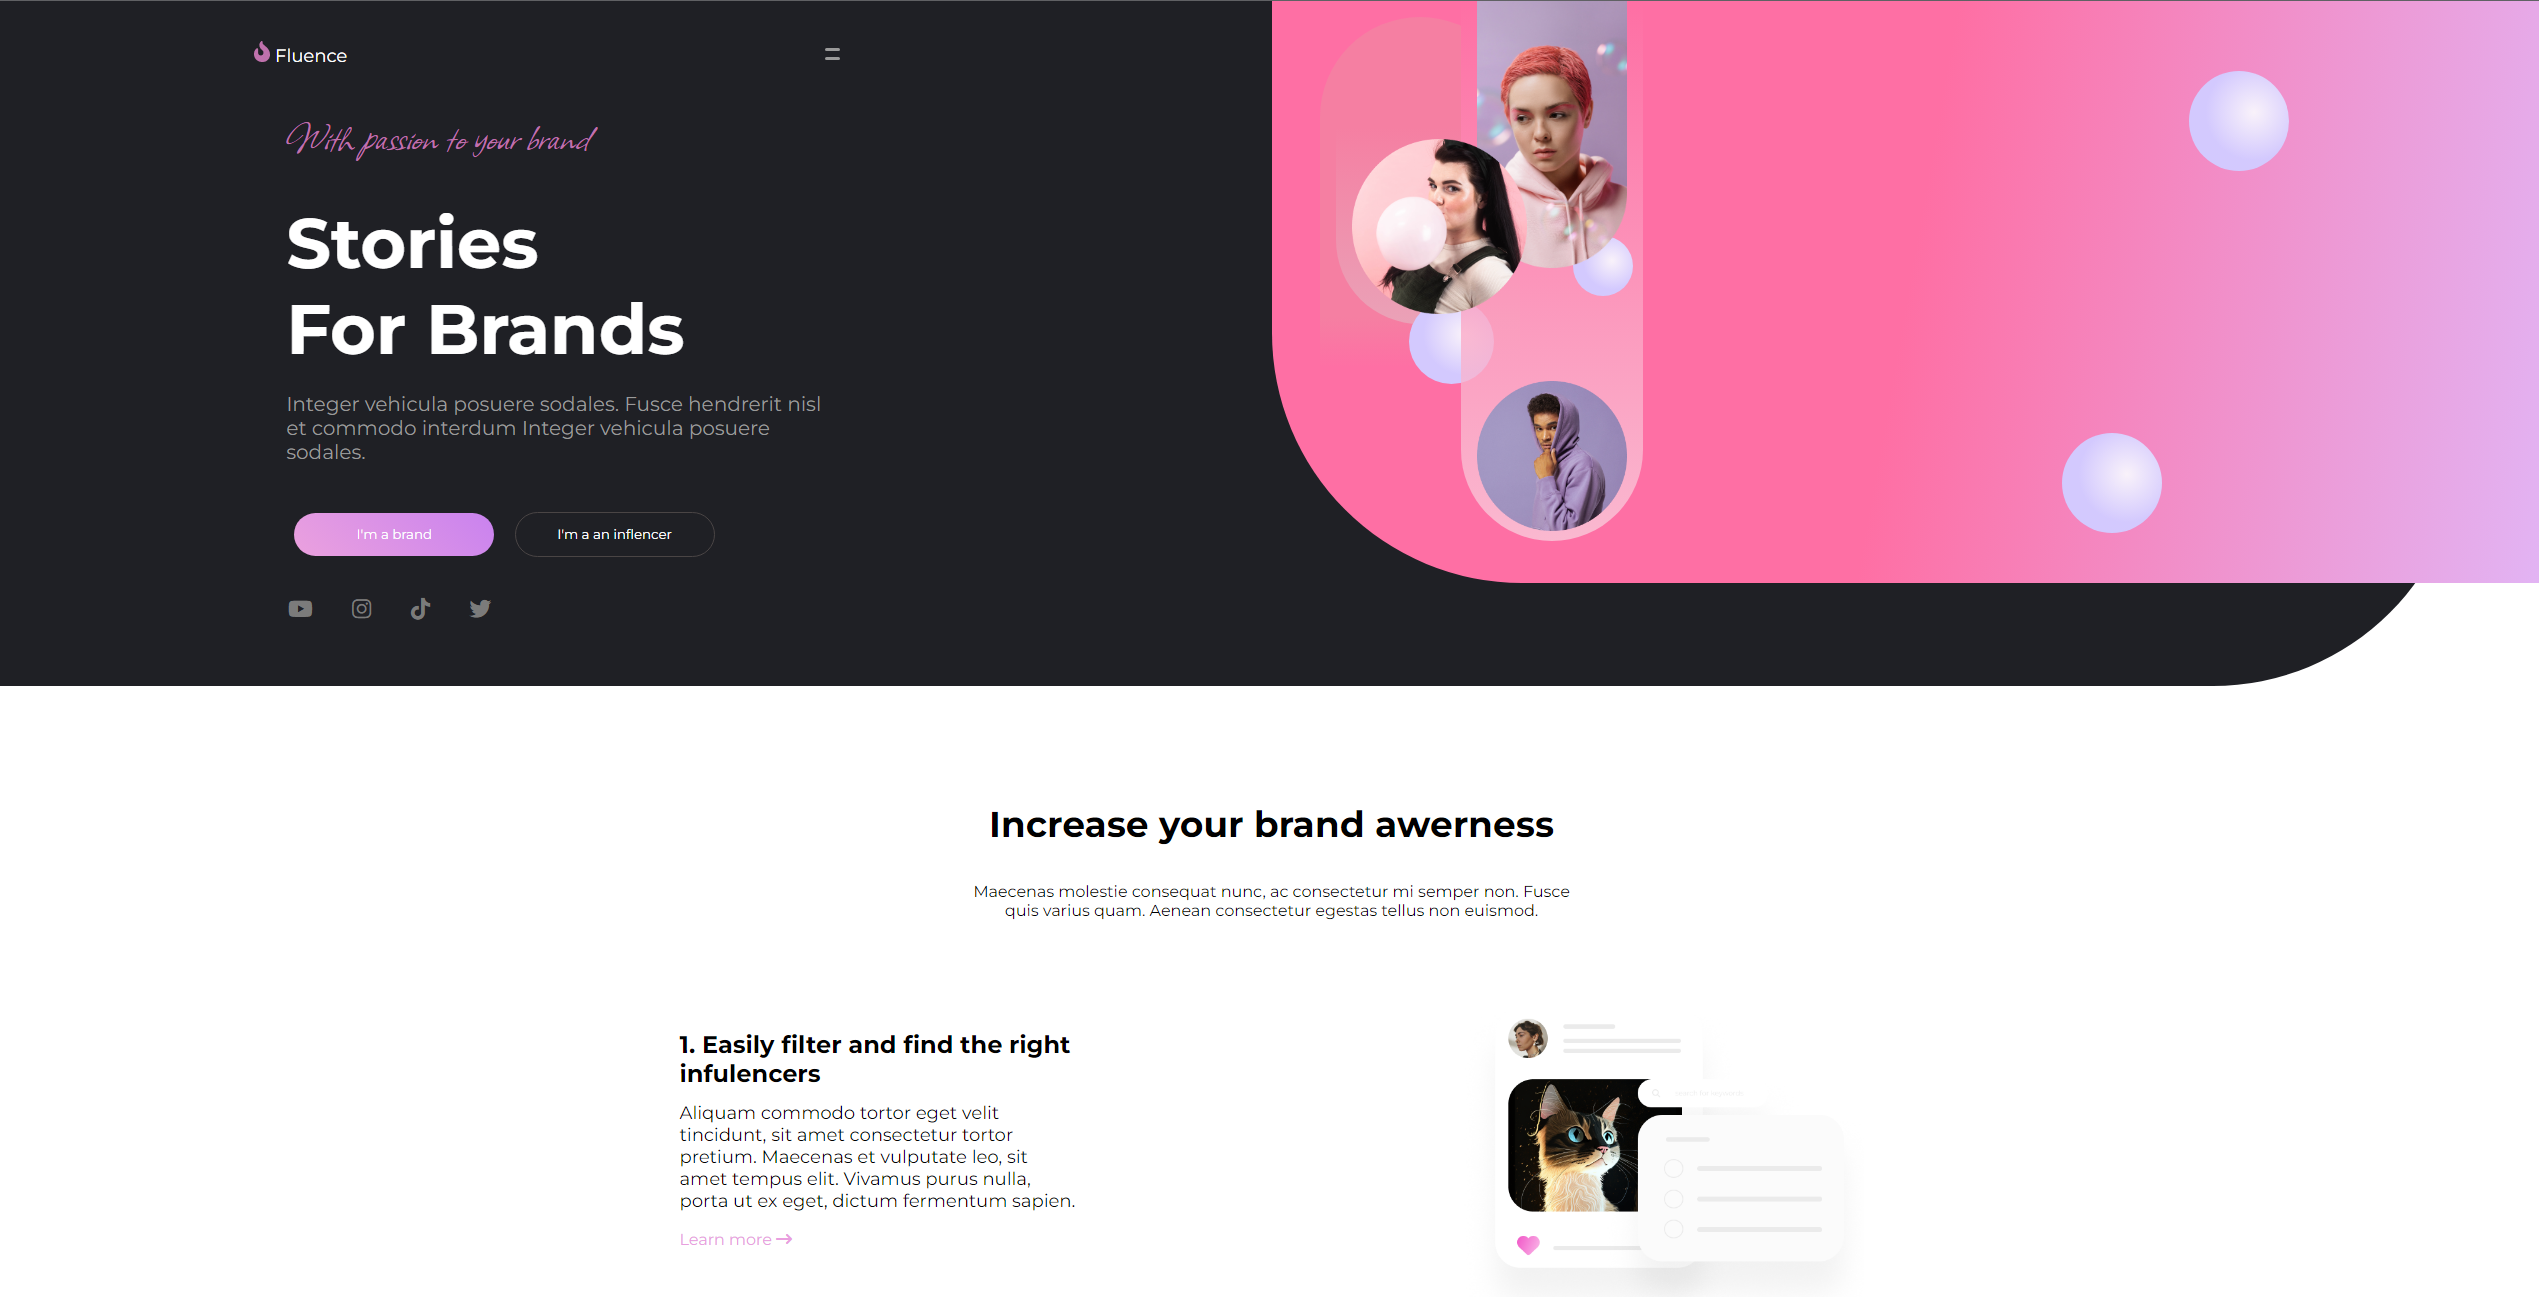 Fluence
With passion to your brand
Stories
For Brands
Integer vehicula posuere sodales. Fusce hendrerit nisl
et commodo interdum Integer vehicula posuere
sodales.
I'm a brand
I'm a an inflencer
Increase your brand awerness
Maecenas molestie consequat nunc, ac consectetur mi semper non. Fusce
quis varius quam. Aenean consectetur egestas tellus non euismod.
1. Easily filter and find the right
infulencers
Aliquam commodo tortor eget velit
tincidunt, sit amet consectetur tortor
pretium. Maecenas et vulputate leo, sit
amet tempus elit. Vivamus purus nulla,
porta ut ex eget, dictum fermentum sapien.
Learn more →